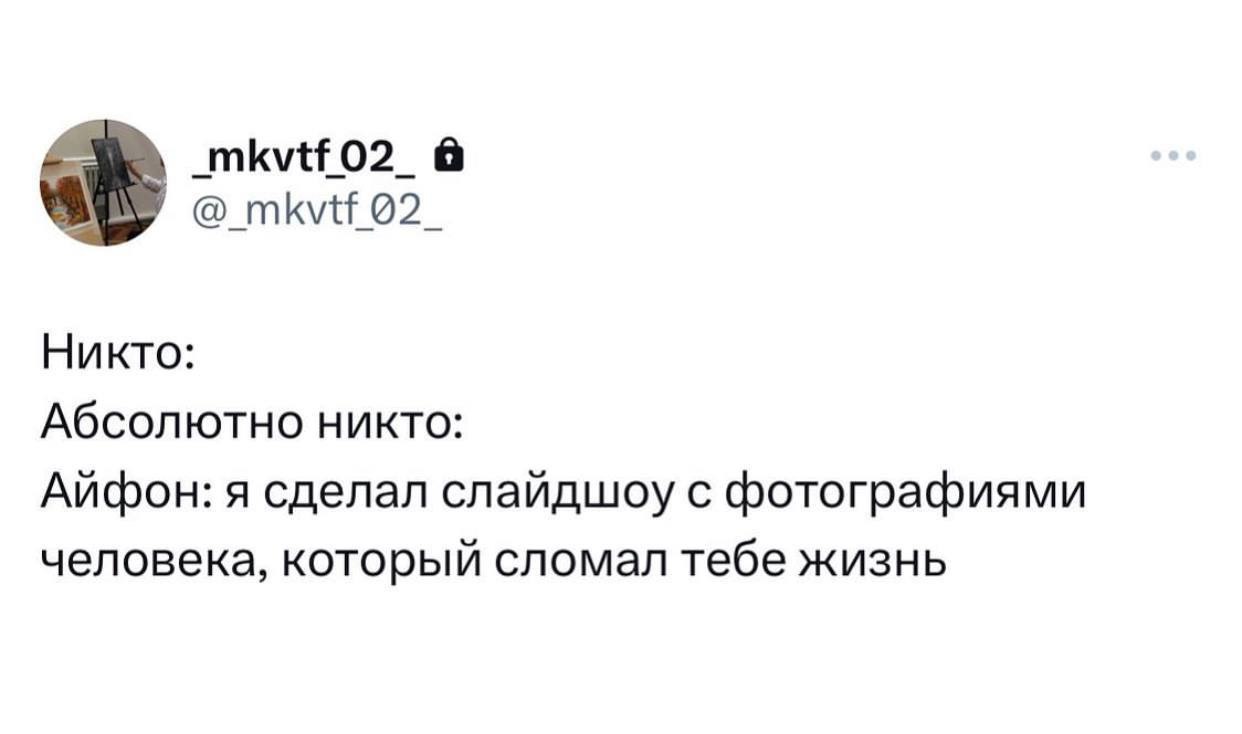 _mkvtf_02_
@_mkvtf_02_
Никто:
Абсолютно никто:
Айфон: я сделал слайдшоу с фотографиями
человека, который сломал тебе жизнь